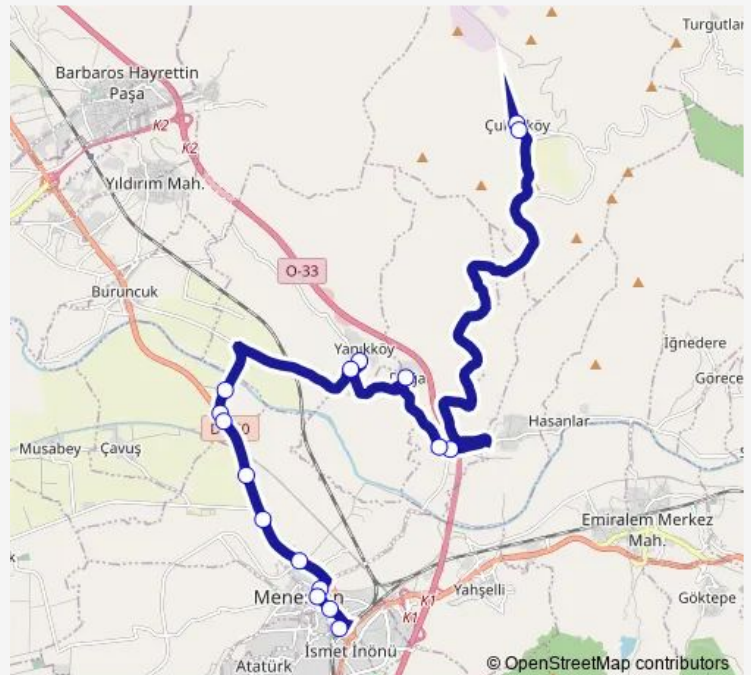 Turgutlar
Barbaros Hayrettin
Paşa
K2
K2
Yıldırım Mah.
O-33
Buruncuk
Yanıkköy
İğnedere
Görece
Hasanlar
Musabey
Çavuş
Emiralem Merkez
Mah.
Yahşelli
K1
K1
Göktepe
İsmet İnönü
Atatürk
© OpenStreetMap contributors